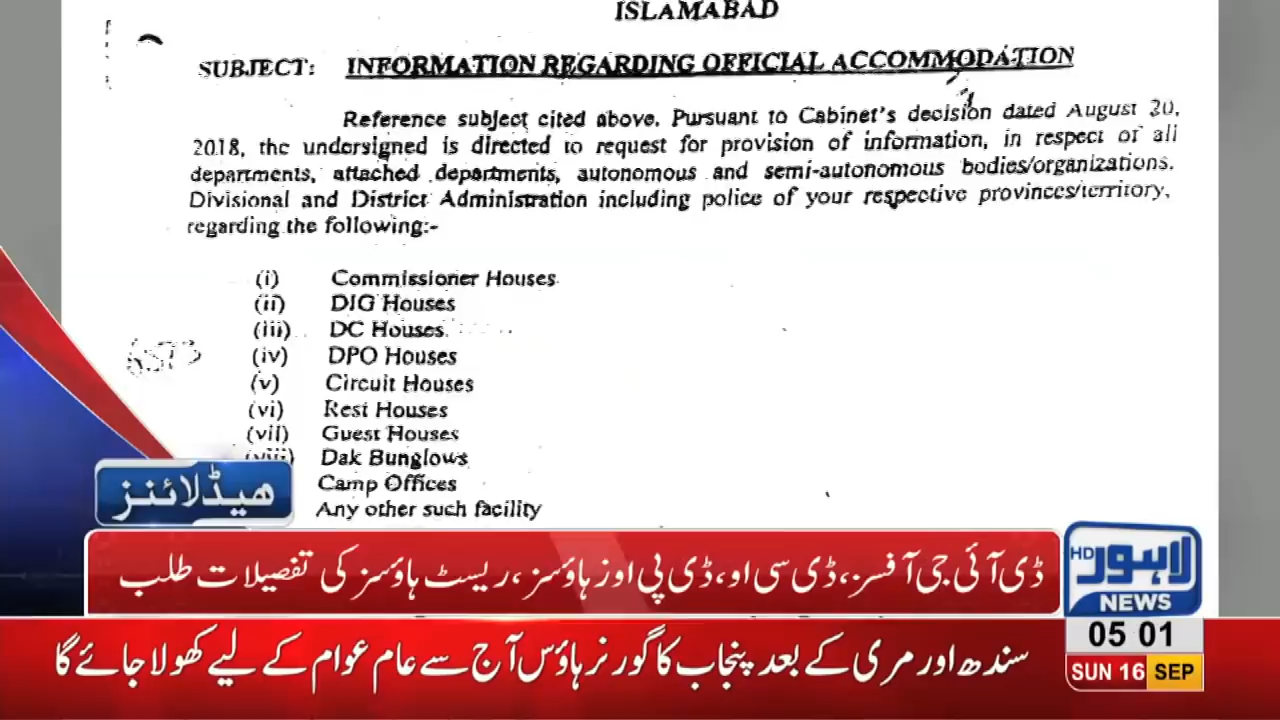 ISLAMABAD
SUBJECT: INFORMATION REGARDING OFFICIAL ACCOMMODATION
Reference subject cited above. Pursuant to Cabinet's decision dated August 20,
2018, the undersigned is directed to request for provision of information, in respect of all
departments, attached departments, autonomous and semi-autonomous bodies/organizations.
Divisional and District Administration including police of your respective provinces/territory,
regarding the following:-
(i) Commissioner Houses
(ii) DIG Houses
(iii) DC Houses
(iv) DPO Houses
(v) Circuit Houses
(vi) Rest Houses
(vii) Guest Houses
(viii) Dak Bunglows
Camp Offices
Any other such facility
ھیڈلائنز
ڈی آئی جی آفسز، ڈی سی او، ڈی پی اوز ہاؤسز، ریسٹ ہاؤسز کی تفصیلات طلب
لاہور HD
NEWS
05 01
SUN 16 SEP
سندھ اور مری کے بعد پنجاب کا گورنر ہاؤس آج سے عام عوام کے لیے کھولا جائے گا